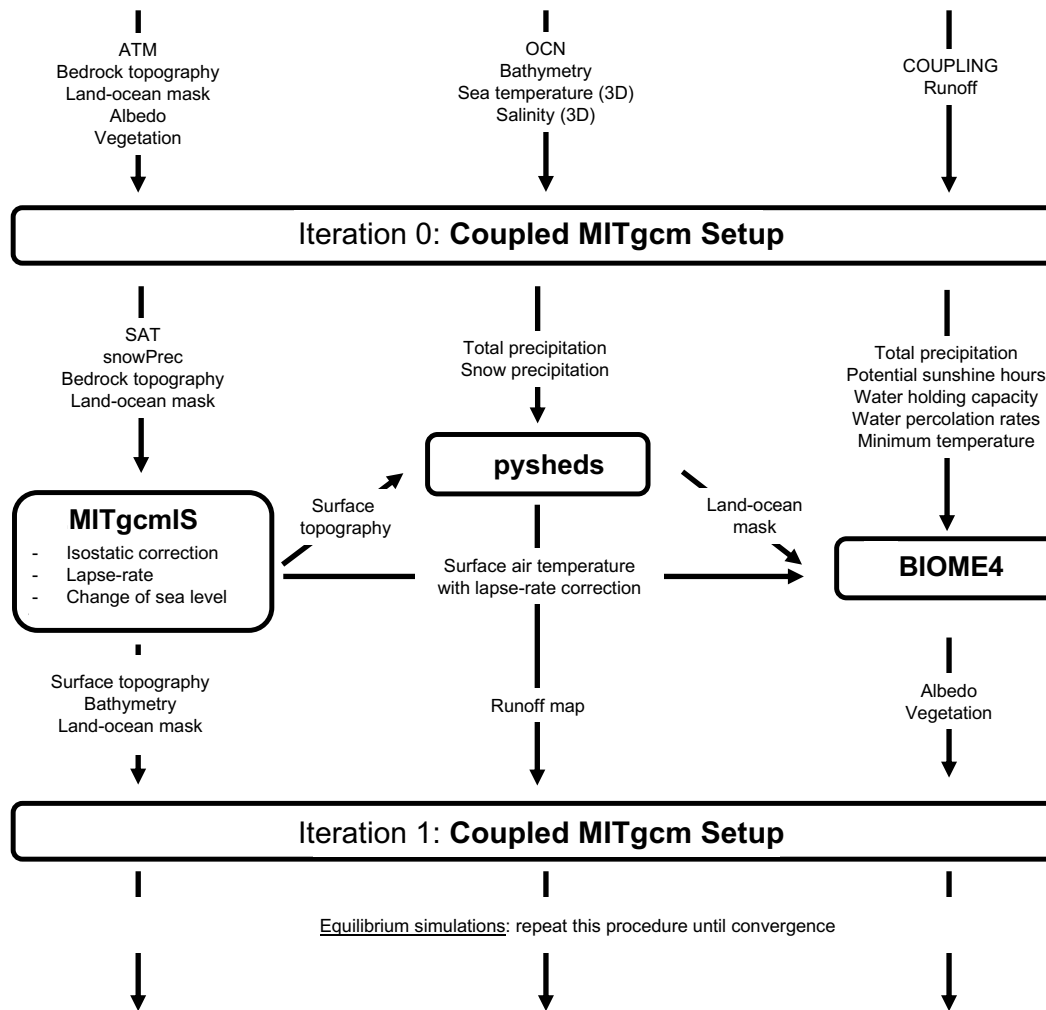 ATM
Bedrock topography
Land-ocean mask
Albedo
Vegetation
OCN
Bathymetry
Sea temperature (3D)
Salinity (3D)
COUPLING
Runoff
Iteration 0: Coupled MITgcm Setup
SAT
snowPrec
Bedrock topography
Land-ocean mask
Total precipitation
Snow precipitation
Total precipitation
Potential sunshine hours
Water holding capacity
Water percolation rates
Minimum temperature
pysheds
MITgcmIS
- Isostatic correction
- Lapse-rate
- Change of sea level
Surface
topography
Land-ocean
mask
Surface air temperature
with lapse-rate correction
BIOME4
Surface topography
Bathymetry
Land-ocean mask
Runoff map
Albedo
Vegetation
Iteration 1: Coupled MITgcm Setup
Equilibrium simulations: repeat this procedure until convergence